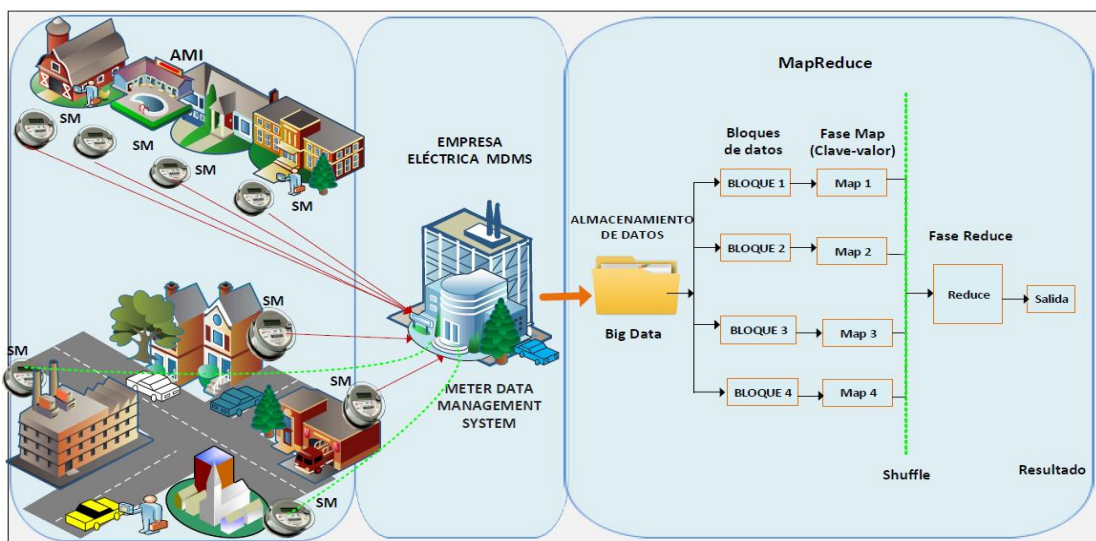 AMI
SM
SM
SM
SM
SM
SM
SM
SM
EMPRESA
ELÉCTRICA MDMS
METER DATA
MANAGEMENT
SYSTEM
MapReduce
ALMACENAMIENTO
DE DATOS
Big Data
Bloques
de datos
Fase Map
(Clave-valor)
BLOQUE 1
Map 1
BLOQUE 2
Map 2
BLOQUE 3
Map 3
BLOQUE 4
Map 4
Shuffle
Fase Reduce
Reduce
Salida
Resultado